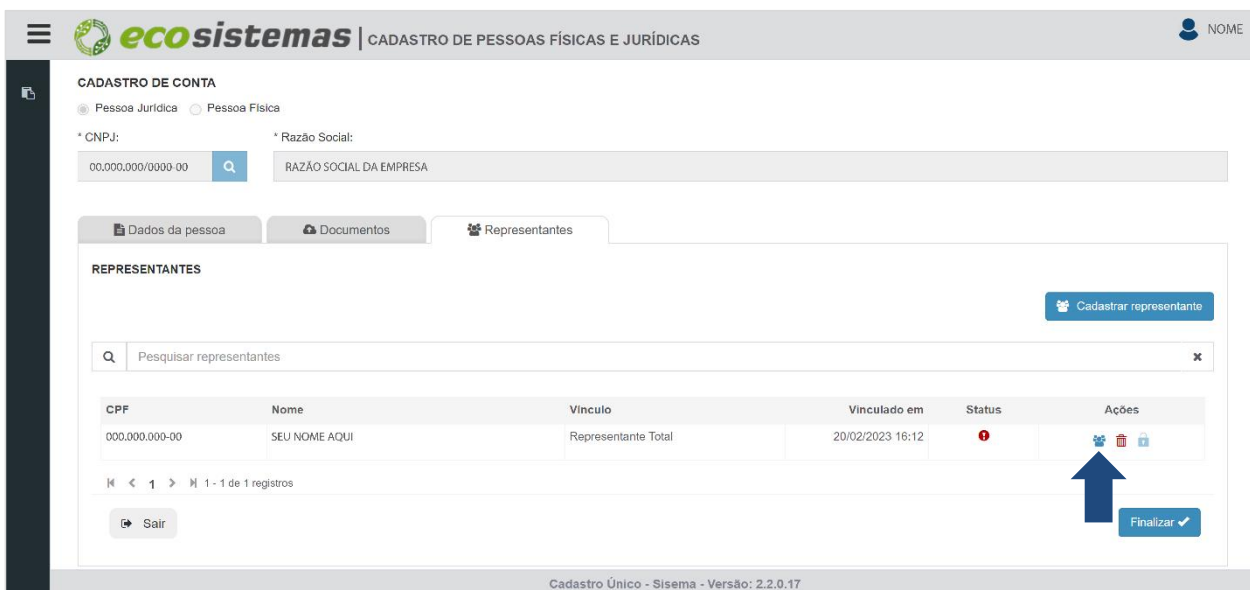 ecosistemas | CADASTRO DE PESSOAS FÍSICAS E JURÍDICAS
NOME
CADASTRO DE CONTA
Pessoa Jurídica Pessoa Física
* CNPJ: * Razão Social:
00.000.000/0000-00 RAZÃO SOCIAL DA EMPRESA
Dados da pessoa Documentos Representantes
REPRESENTANTES
Cadastrar representante
Pesquisar representantes
CPF Nome Vínculo Vinculado em Status Ações
000.000.000-00 SEU NOME AQUI Representante Total 20/02/2023 16:12
1 1 - 1 de 1 registros
Sair Finalizar
Cadastro Único - Sisema - Versão: 2.2.0.17